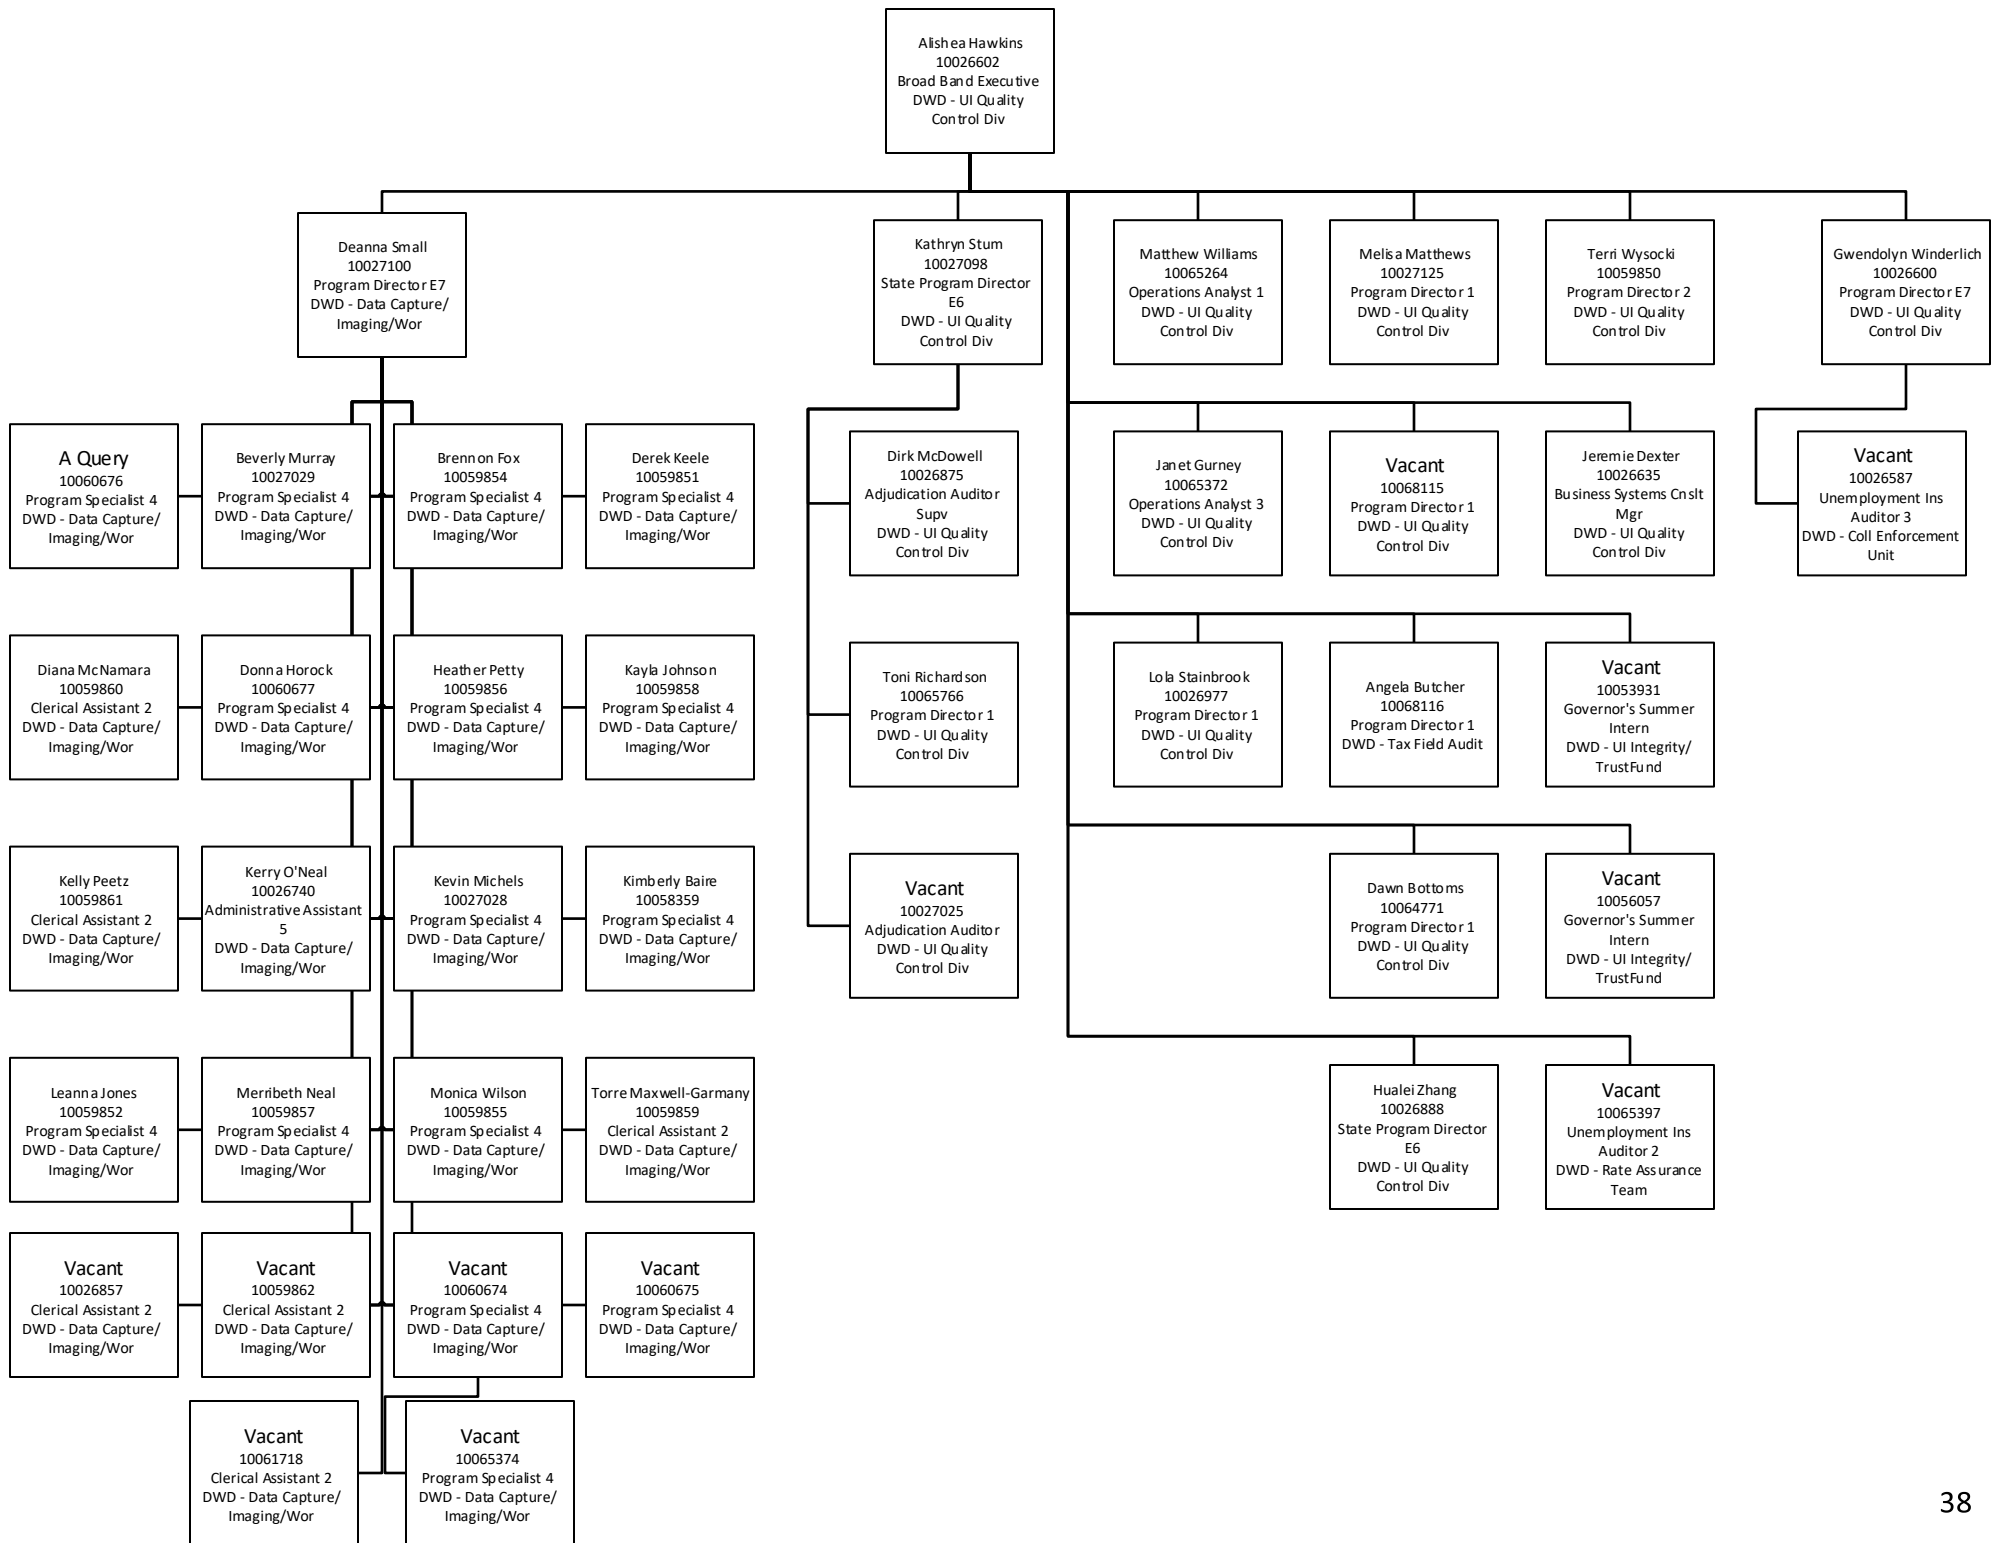 Alishea Hawkins
10026602
Broad Band Executive
DWD - UI Quality
Control Div
Deanna Small
10027100
Program Director E7
DWD - Data Capture/
Imaging/Wor
Kathryn Stum
10027098
State Program Director
E6
DWD - UI Quality
Control Div
Matthew Williams
10065264
Operations Analyst 1
DWD - UI Quality
Control Div
Melisa Matthews
10027125
Program Director 1
DWD - UI Quality
Control Div
Terri Wysocki
10059850
Program Director 2
DWD - UI Quality
Control Div
Gwendolyn Winderlich
10026600
Program Director E7
DWD - UI Quality
Control Div
A Query
10060676
Program Specialist 4
DWD - Data Capture/
Imaging/Wor
Beverly Murray
10027029
Program Specialist 4
DWD - Data Capture/
Imaging/Wor
Brennon Fox
10059854
Program Specialist 4
DWD - Data Capture/
Imaging/Wor
Derek Keele
10059851
Program Specialist 4
DWD - Data Capture/
Imaging/Wor
Dirk McDowell
10026875
Adjudication Auditor
Supv
DWD - UI Quality
Control Div
Janet Gurney
10065372
Operations Analyst 3
DWD - UI Quality
Control Div
Vacant
10068115
Program Director 1
DWD - UI Quality
Control Div
Jeremie Dexter
10026635
Business Systems Cnslt
Mgr
DWD - UI Quality
Control Div
Vacant
10026587
Unemployment Ins
Auditor 3
DWD - Coll Enforcement
Unit
Diana McNamara
10059860
Clerical Assistant 2
DWD - Data Capture/
Imaging/Wor
Donna Horock
10060677
Program Specialist 4
DWD - Data Capture/
Imaging/Wor
Heather Petty
10059856
Program Specialist 4
DWD - Data Capture/
Imaging/Wor
Kayla Johnson
10059858
Program Specialist 4
DWD - Data Capture/
Imaging/Wor
Toni Richardson
10065766
Program Director 1
DWD - UI Quality
Control Div
Lola Stainbrook
10026977
Program Director 1
DWD - UI Quality
Control Div
Angela Butcher
10068116
Program Director 1
DWD - Tax Field Audit
Vacant
10053931
Governor's Summer
Intern
DWD - UI Integrity/
TrustFund
Kelly Peetz
10059861
Clerical Assistant 2
DWD - Data Capture/
Imaging/Wor
Kerry O'Neal
10026740
Administrative Assistant
5
DWD - Data Capture/
Imaging/Wor
Kevin Michels
10027028
Program Specialist 4
DWD - Data Capture/
Imaging/Wor
Kimberly Baire
10058359
Program Specialist 4
DWD - Data Capture/
Imaging/Wor
Vacant
10027025
Adjudication Auditor
DWD - UI Quality
Control Div
Dawn Bottoms
10064771
Program Director 1
DWD - UI Quality
Control Div
Vacant
10056057
Governor's Summer
Intern
DWD - UI Integrity/
TrustFund
Leanna Jones
10059852
Program Specialist 4
DWD - Data Capture/
Imaging/Wor
Merribeth Neal
10059857
Program Specialist 4
DWD - Data Capture/
Imaging/Wor
Monica Wilson
10059855
Program Specialist 4
DWD - Data Capture/
Imaging/Wor
Torre Maxwell-Garmany
10059859
Clerical Assistant 2
DWD - Data Capture/
Imaging/Wor
Hualei Zhang
10026888
State Program Director
E6
DWD - UI Quality
Control Div
Vacant
10065397
Unemployment Ins
Auditor 2
DWD - Rate Assurance
Team
Vacant
10026857
Clerical Assistant 2
DWD - Data Capture/
Imaging/Wor
Vacant
10059862
Clerical Assistant 2
DWD - Data Capture/
Imaging/Wor
Vacant
10060674
Program Specialist 4
DWD - Data Capture/
Imaging/Wor
Vacant
10060675
Program Specialist 4
DWD - Data Capture/
Imaging/Wor
Vacant
10061718
Clerical Assistant 2
DWD - Data Capture/
Imaging/Wor
Vacant
10065374
Program Specialist 4
DWD - Data Capture/
Imaging/Wor
38